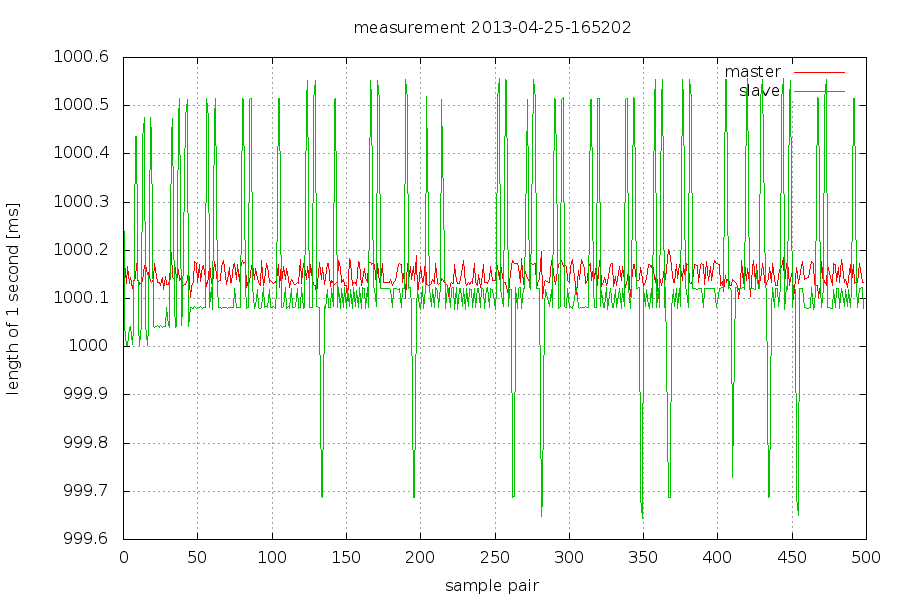 measurement 2013-04-25-165202
master
slave
length of 1 second [ms]
1000.6
1000.5
1000.4
1000.3
1000.2
1000.1
1000
999.9
999.8
999.7
999.6
0 50 100 150 200 250 300 350 400 450 500
sample pair